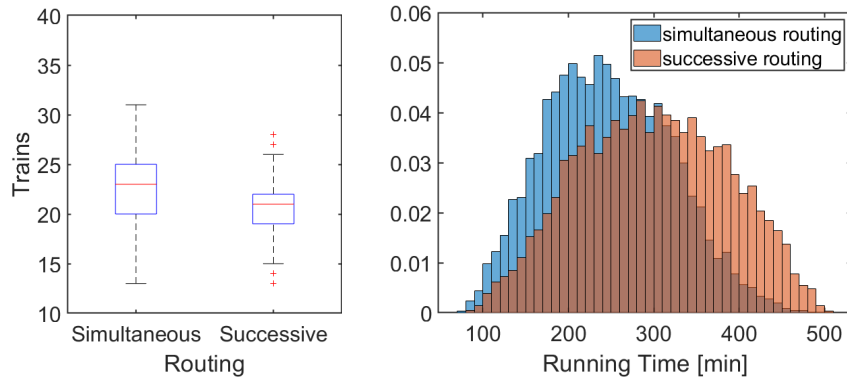 40
35
30
25
20
15
10
Trains
Simultaneous Successive
Routing
0.06
0.05
0.04
0.03
0.02
0.01
0
simultaneous routing
successive routing
100 200 300 400 500
Running Time [min]